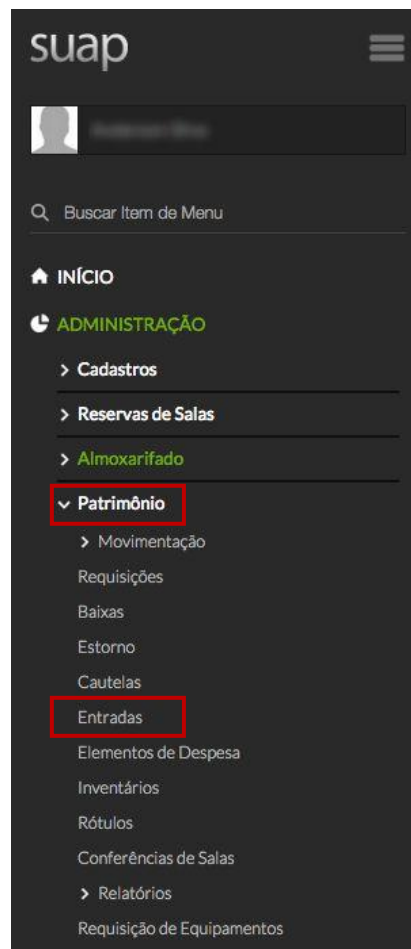 suap
Buscar Item de Menu
INÍCIO
ADMINISTRAÇÃO
Cadastros
Reservas de Salas
Almoxarifado
Patrimônio
Movimentação
Requisições
Baixas
Estorno
Cautelas
Entradas
Elementos de Despesa
Inventários
Rótulos
Conferências de Salas
Relatórios
Requisição de Equipamentos